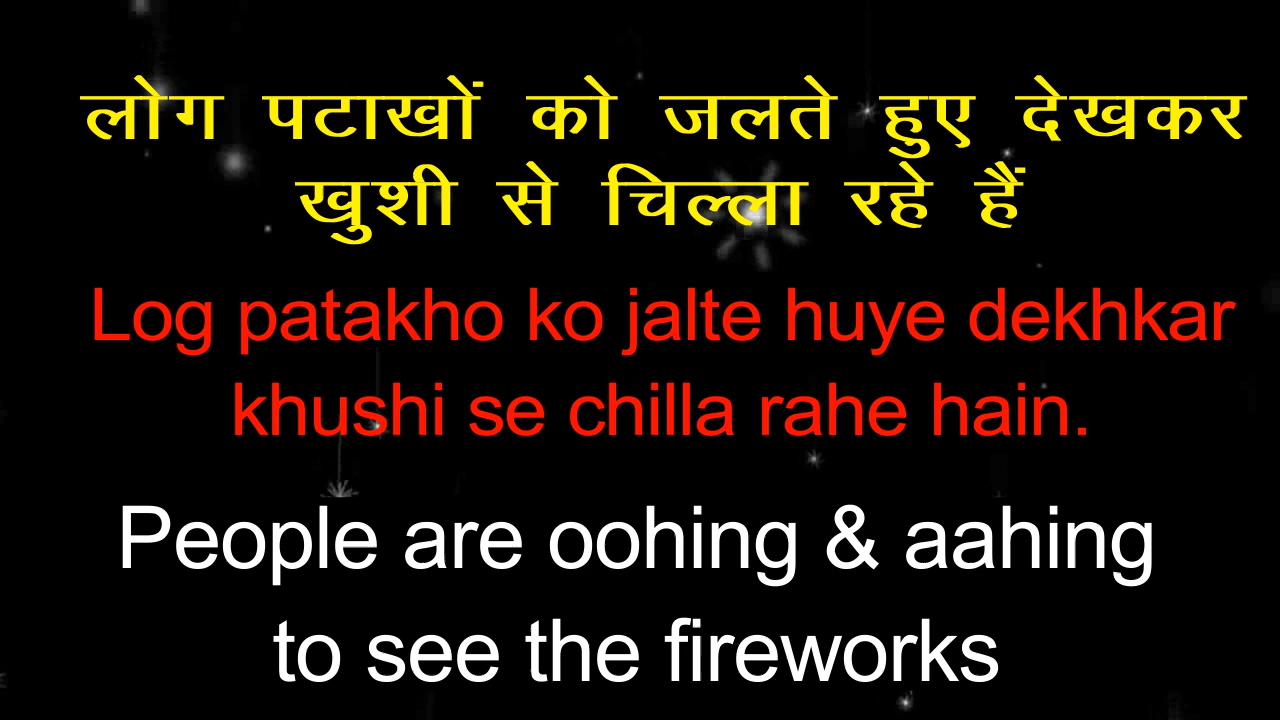 लोग पटाखों को जलते हुए देखकर
खुशी से चिल्ला रहे हैं
Log patakho ko jalte huye dekhkar
khushi se chilla rahe hain.
People are oohing & aahing
to see the fireworks